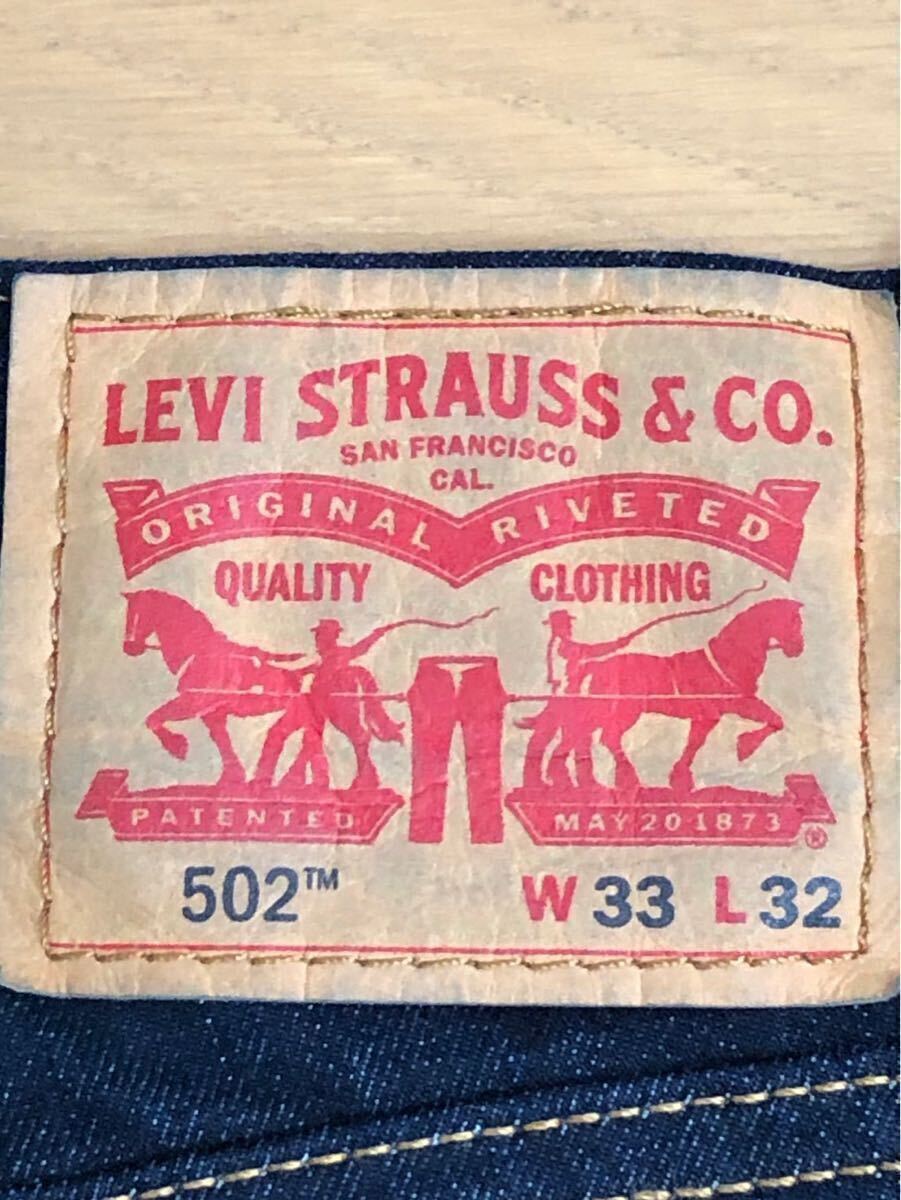 LEVI STRAUSS & CO.
SAN FRANCISCO
CAL.
ORIGINAL RIVETED
QUALITY CLOTHING
PATENTED MAY 20 1873 ®
502™ W 33 L 32